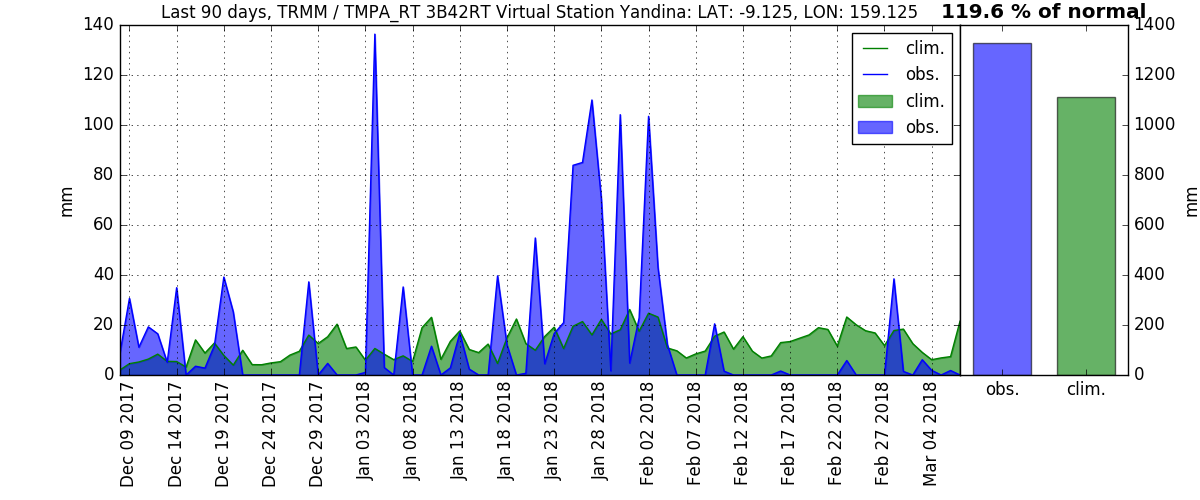 Last 90 days, TRMM / TMPA_RT 3B42RT Virtual Station Yandina: LAT: -9.125, LON: 159.125
119.6 % of normal
140
120
100
80
60
40
20
0
mm
clim.
obs.
clim.
obs.
1400
1200
1000
800
600
400
200
0
mm
Dec 09 2017
Dec 14 2017
Dec 19 2017
Dec 24 2017
Dec 29 2017
Jan 03 2018
Jan 08 2018
Jan 13 2018
Jan 18 2018
Jan 23 2018
Jan 28 2018
Feb 02 2018
Feb 07 2018
Feb 12 2018
Feb 17 2018
Feb 22 2018
Feb 27 2018
Mar 04 2018
obs.
clim.